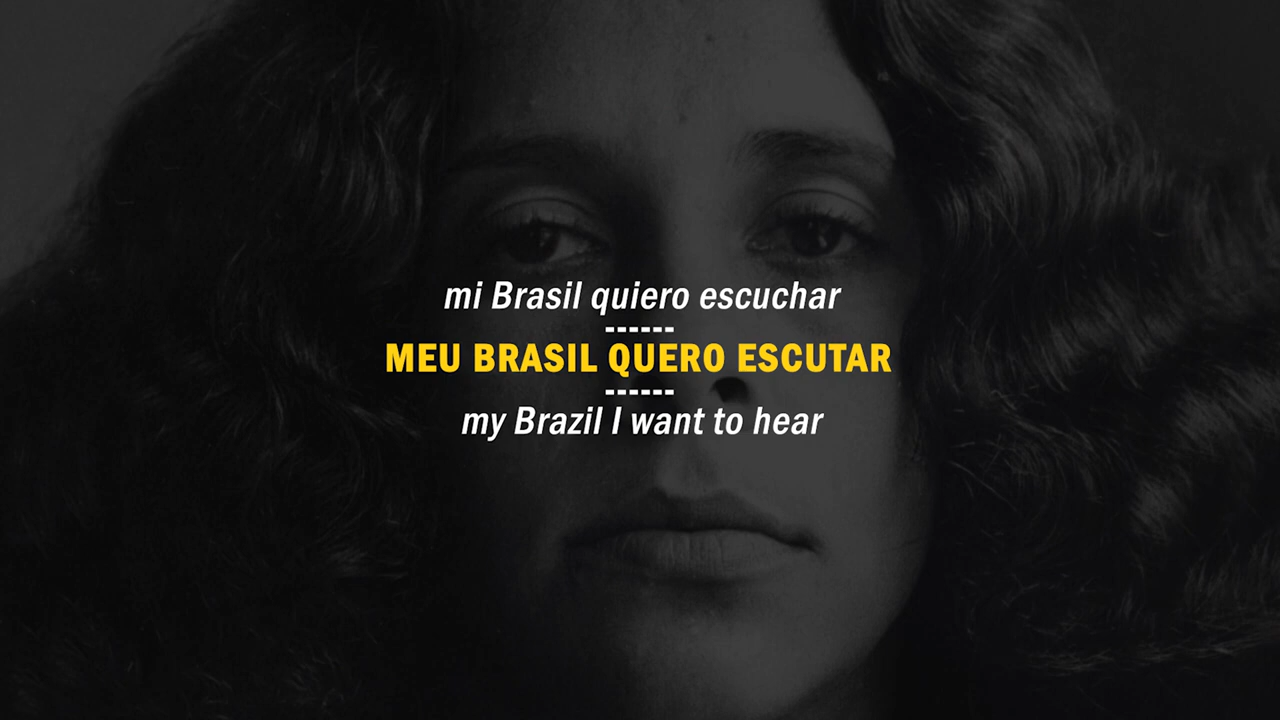 mi Brasil quiero escuchar
------
MEU BRASIL QUERO ESCUTAR
------
my Brazil I want to hear